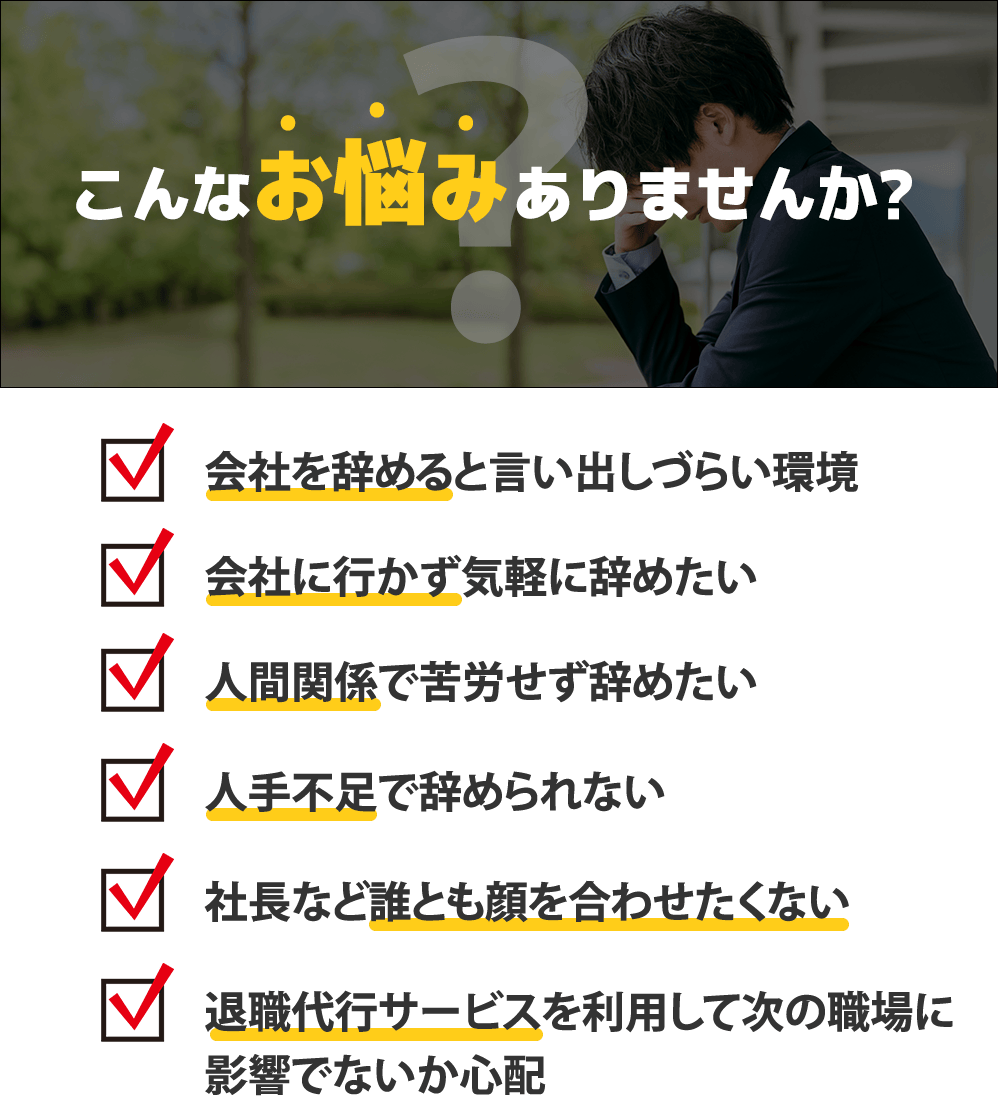 こんなお悩みありませんか?
会社を辞めると言い出しづらい環境
会社に行かず気軽に辞めたい
人間関係で苦労せず辞めたい
人手不足で辞められない
社長など誰とも顔を合わせたくない
退職代行サービスを利用して次の職場に
影響でないか心配